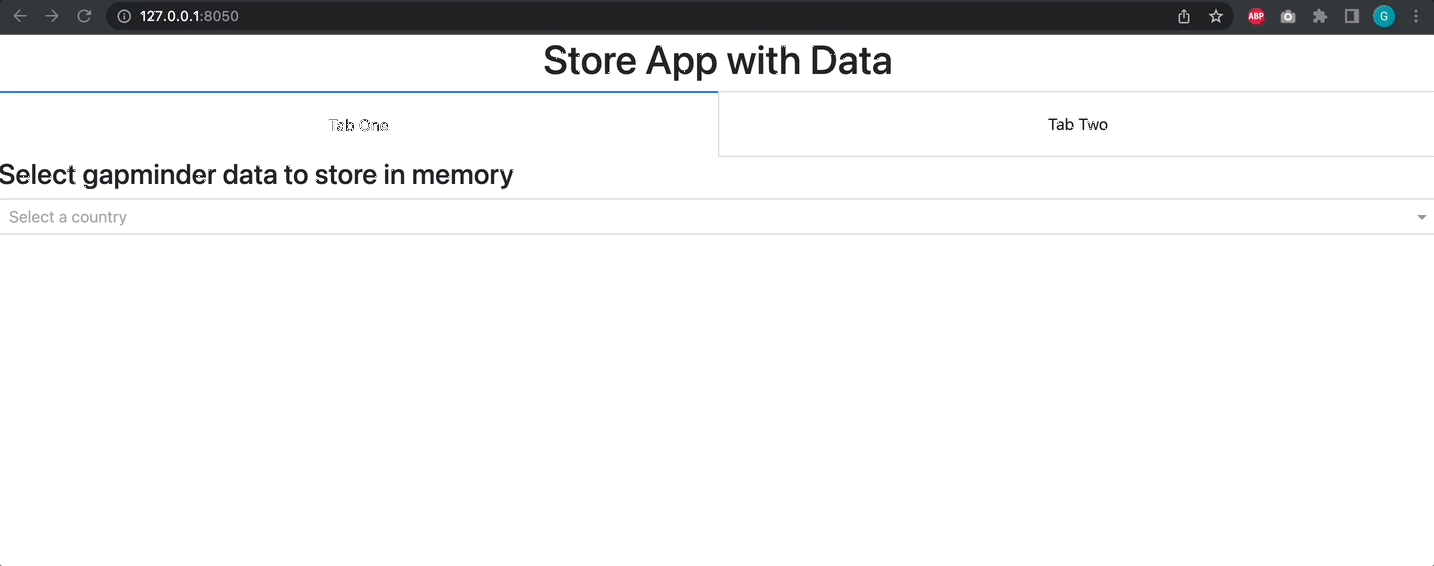 127.0.0.1:8050
ABP
G
Store App with Data
Tab One
Tab Two
Select gapminder data to store in memory
Select a country